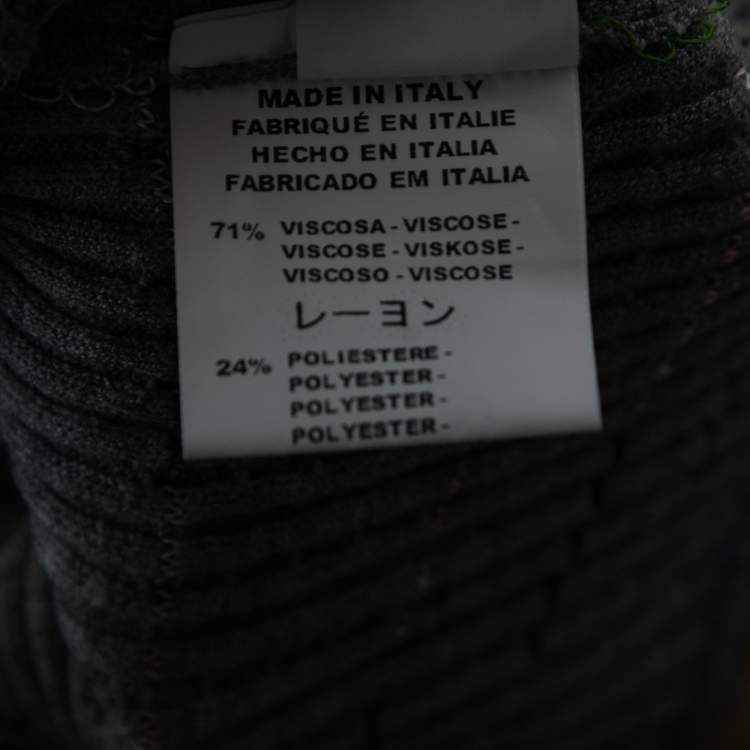 MADE IN ITALY
FABRIQUÉ EN ITALIE
HECHO EN ITALIA
FABRICADO EM ITALIA
71% VISCOSA - VISCOSE -
VISCOSE - VISKOSE -
VISCOSO - VISCOSE
レーヨン
24% POLIESTERE -
POLYESTER -
POLYESTER -
POLYESTER -